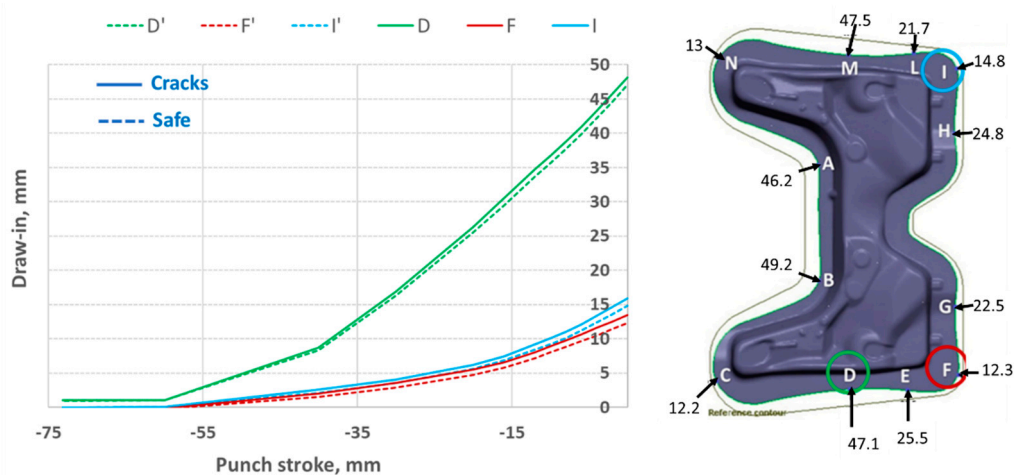 D' F' I' D F I
Cracks
Safe
Draw-in, mm
50
45
40
35
30
25
20
15
10
5
0
-75 -55 -35 -15
Punch stroke, mm
47.5
21.7
13
N
M
L
I
14.8
H
24.8
A
46.2
49.2
B
G
22.5
C
D
E
F
12.3
12.2
Reference contour
47.1
25.5